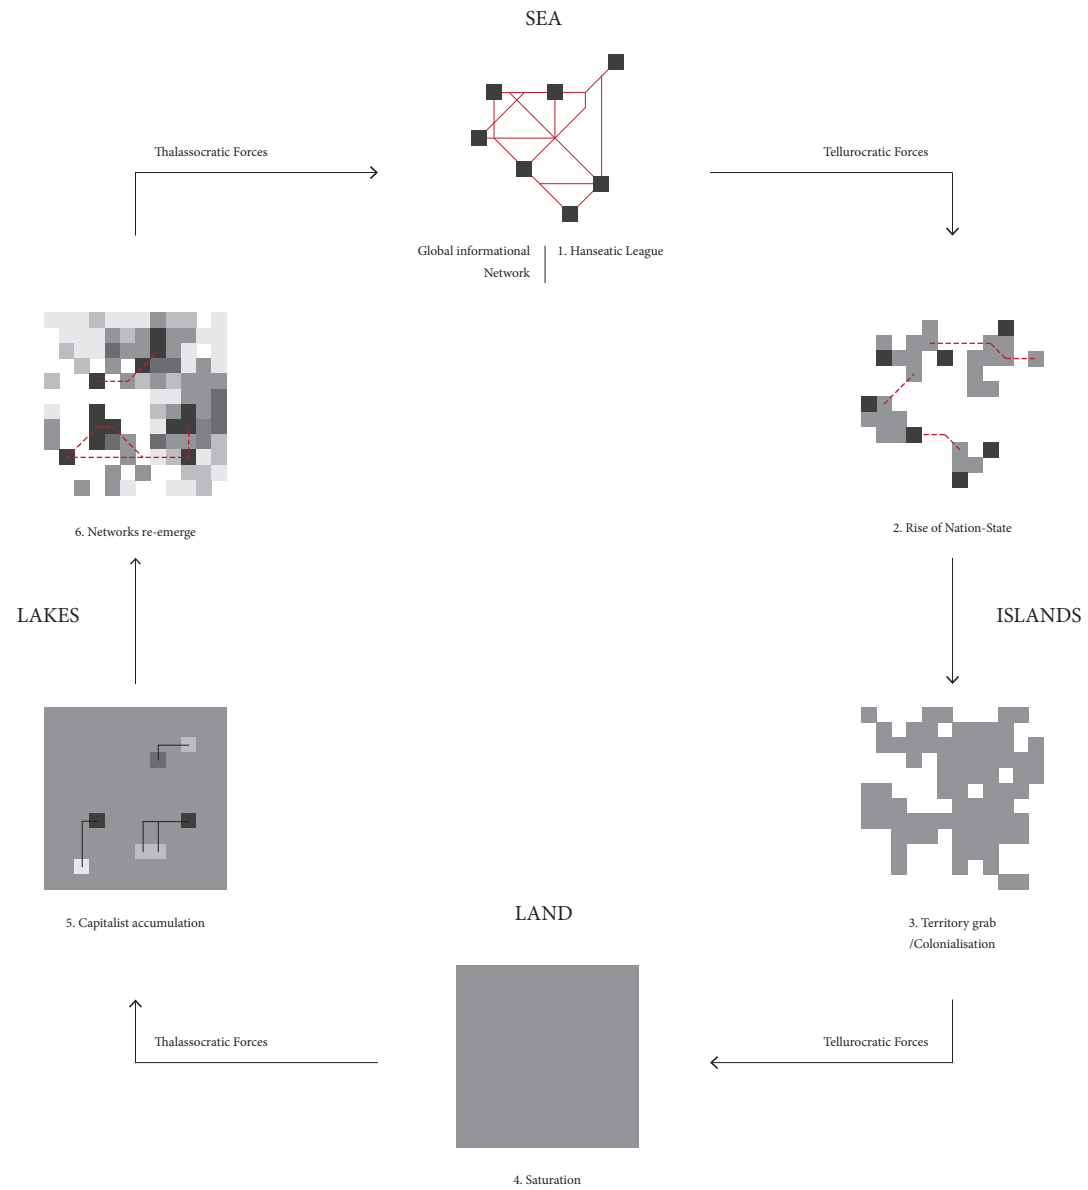 SEA
Thalassocratic Forces
Tellurocratic Forces
Global informational
Network
1. Hanseatic League
6. Networks re-emerge
2. Rise of Nation-State
LAKES
ISLANDS
5. Capitalist accumulation
LAND
3. Territory grab
/Colonialisation
Thalassocratic Forces
Tellurocratic Forces
4. Saturation